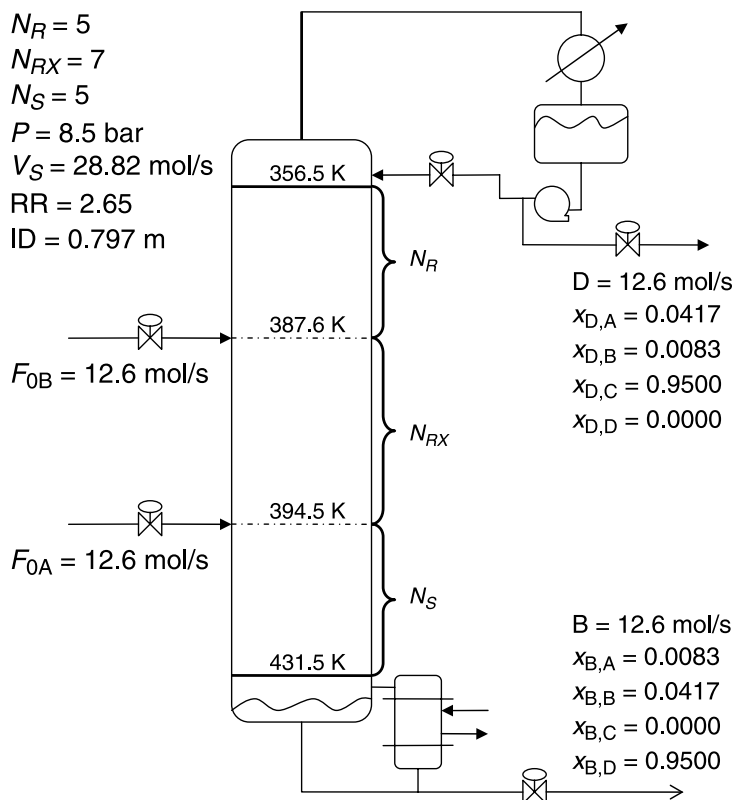 N_R = 5
N_RX = 7
N_S = 5
P = 8.5 bar
V_S = 28.82 mol/s
RR = 2.65
ID = 0.797 m
356.5 K
N_R
387.6 K
F_0B = 12.6 mol/s
N_RX
394.5 K
F_0A = 12.6 mol/s
N_S
431.5 K
D = 12.6 mol/s
x_D,A = 0.0417
x_D,B = 0.0083
x_D,C = 0.9500
x_D,D = 0.0000
B = 12.6 mol/s
x_B,A = 0.0083
x_B,B = 0.0417
x_B,C = 0.0000
x_B,D = 0.9500